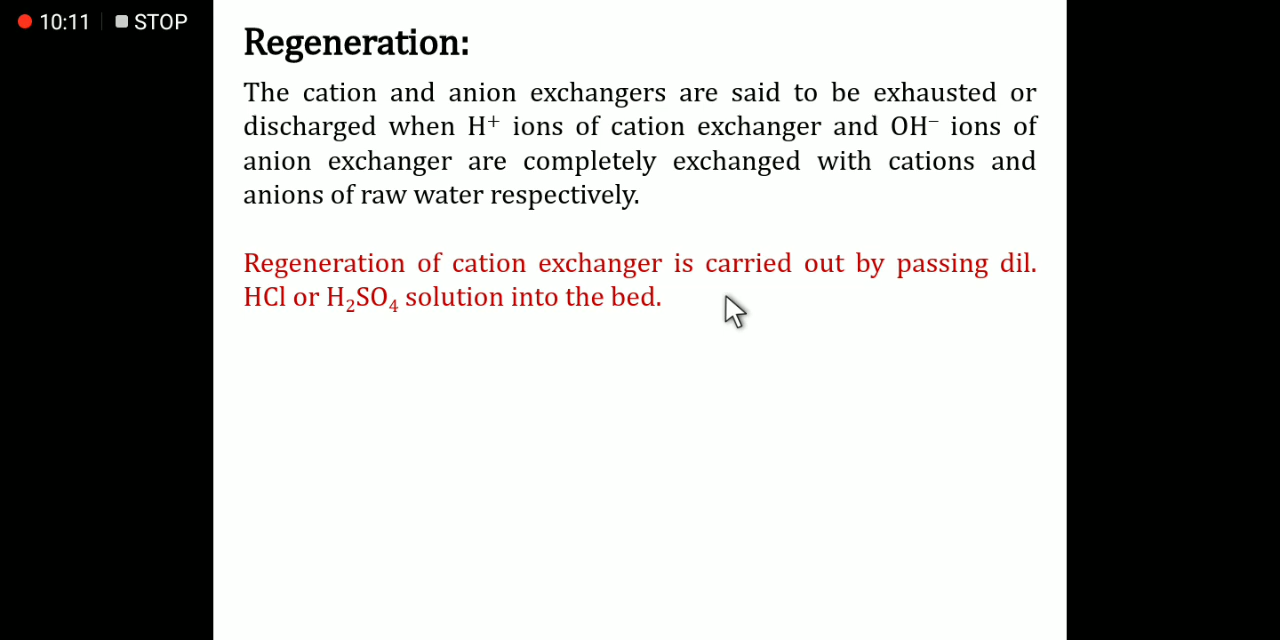 10:11 STOP
Regeneration:
The cation and anion exchangers are said to be exhausted or
discharged when H⁺ ions of cation exchanger and OH⁻ ions of
anion exchanger are completely exchanged with cations and
anions of raw water respectively.
Regeneration of cation exchanger is carried out by passing dil.
HCl or H₂SO₄ solution into the bed.